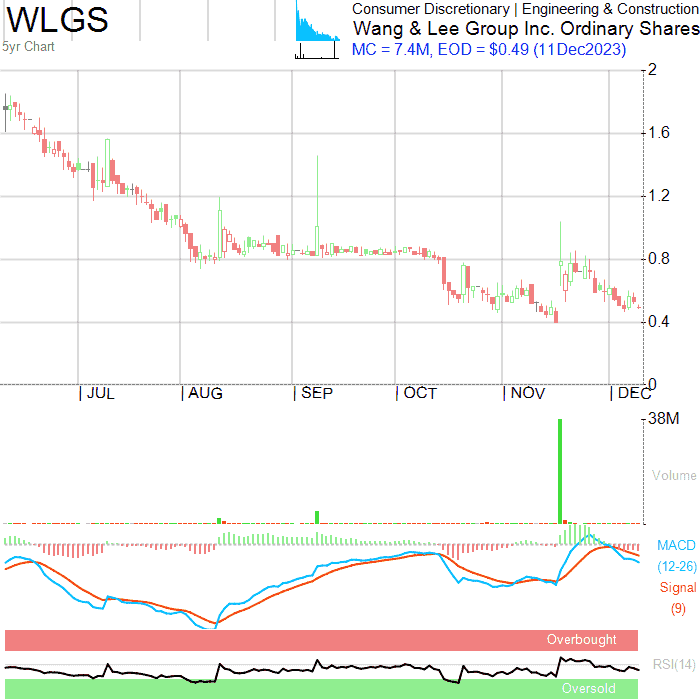 WLGS
5yr Chart
Consumer Discretionary | Engineering & Construction
Wang & Lee Group Inc. Ordinary Shares
MC = 7.4M, EOD = $0.49 (11Dec2023)
2
1.6
1.2
0.8
0.4
0
| JUL | AUG | SEP | OCT | NOV | DEC
38M
Volume
MACD
(12-26)
Signal
(9)
Overbought
RSI(14)
Oversold